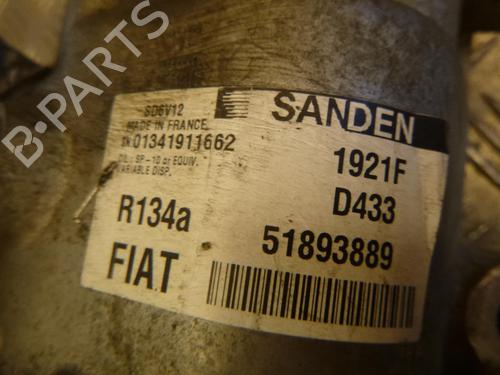 B-PARTS
SANDEN
SD6V12
MADE IN FRANCE
SN 01341911662
OIL: SP-10 or EQUIV.
VARIABLE DISP.
1921F
D433
R134a
51893889
FIAT